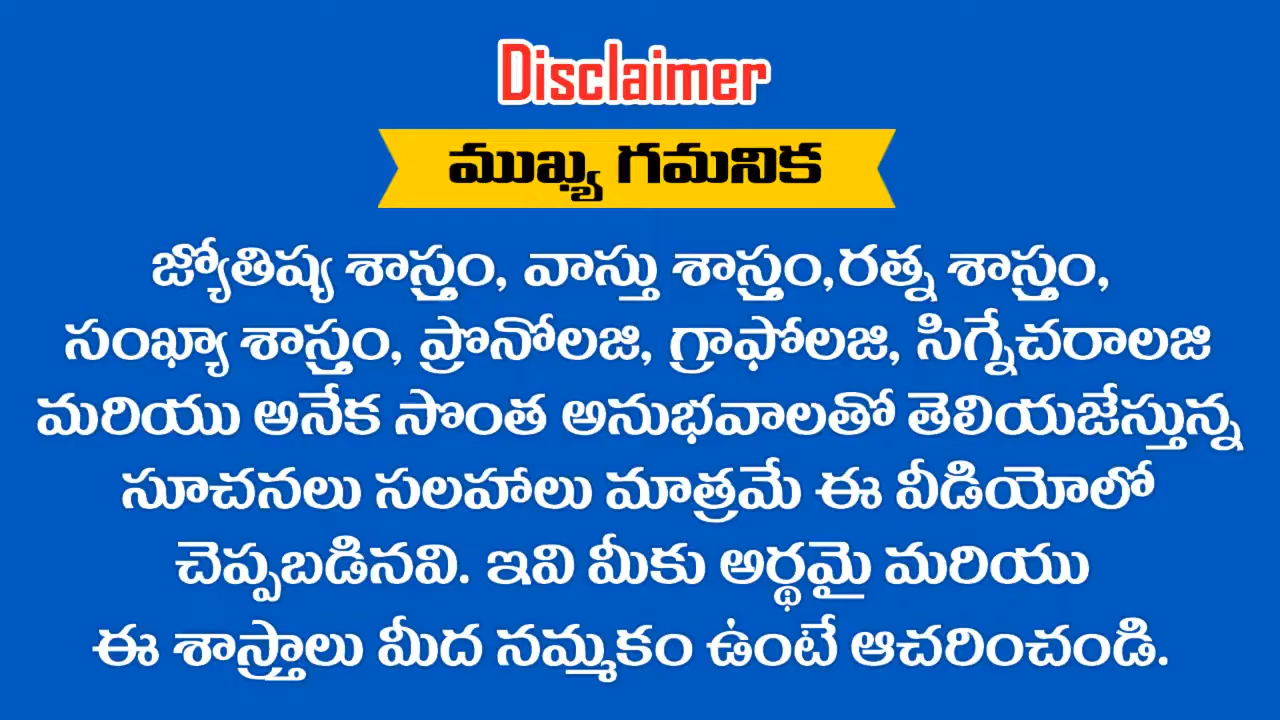 Disclaimer
ముఖ్య గమనిక
జ్యోతిష్య శాస్త్రం, వాస్తు శాస్త్రం,రత్న శాస్త్రం,
సంఖ్యా శాస్త్రం, ప్రొనోలజి, గ్రాఫోలజి, సిగ్నేచరాలజి
మరియు అనేక సొంత అనుభవాలతో తెలియజేస్తున్న
సూచనలు సలహాలు మాత్రమే ఈ వీడియోలో
చెప్పబడినవి. ఇవి మీకు అర్థమై మరియు
ఈ శాస్త్రాలు మీద నమ్మకం ఉంటే ఆచరించండి.